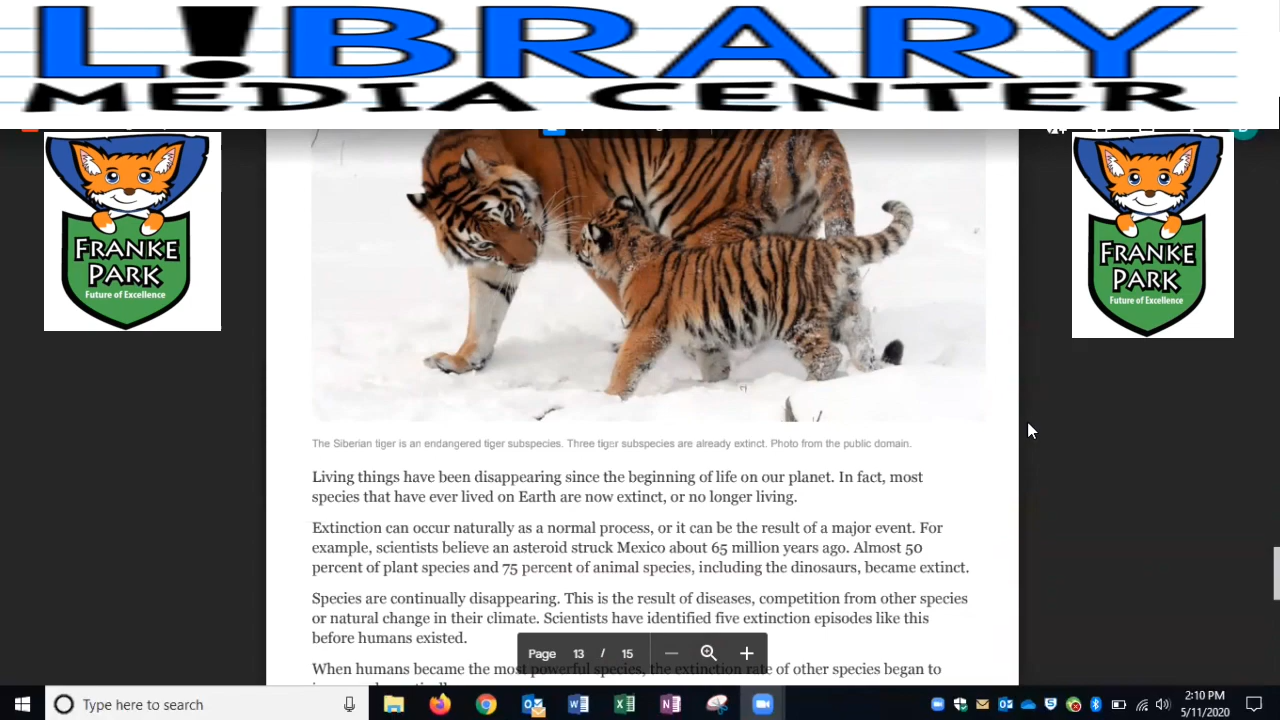 L!BRARY
MEDIA CENTER
FRANKE
PARK
Future of Excellence
FRANKE
PARK
Future of Excellence
The Siberian tiger is an endangered tiger subspecies. Three tiger subspecies are already extinct. Photo from the public domain.
Living things have been disappearing since the beginning of life on our planet. In fact, most
species that have ever lived on Earth are now extinct, or no longer living.
Extinction can occur naturally as a normal process, or it can be the result of a major event. For
example, scientists believe an asteroid struck Mexico about 65 million years ago. Almost 50
percent of plant species and 75 percent of animal species, including the dinosaurs, became extinct.
Species are continually disappearing. This is the result of diseases, competition from other species
or natural change in their climate. Scientists have identified five extinction episodes like this
before humans existed.
Page 13 / 15
When humans became the most powerful species, the extinction rate of other species began to
Type here to search
2:10 PM
5/11/2020